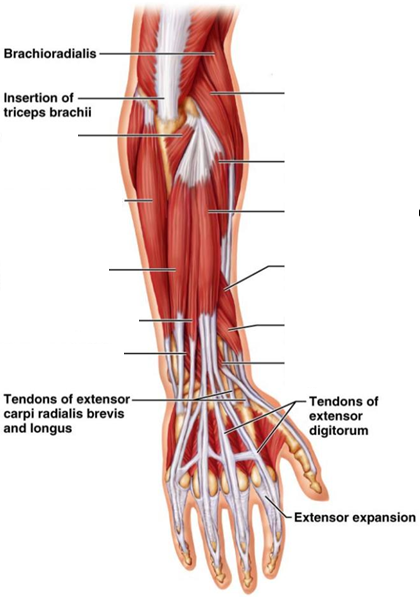 Brachioradialis
Insertion of
triceps brachii
Tendons of extensor
carpi radialis brevis
and longus
Tendons of
extensor
digitorum
Extensor expansion